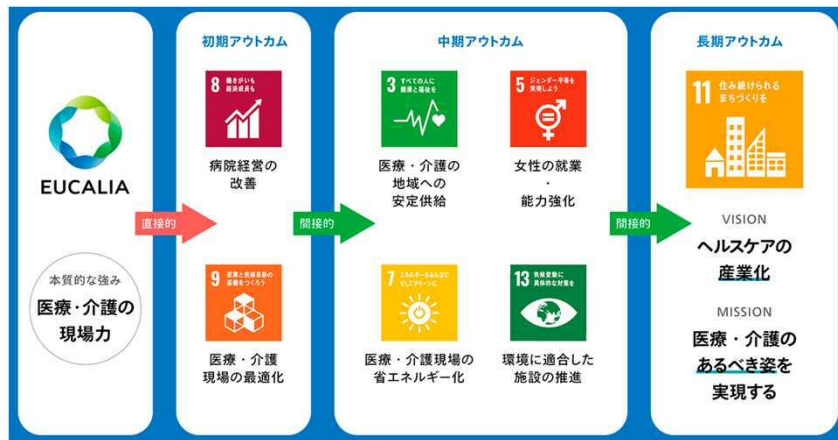 EUCALIA
本質的な強み
医療・介護の
現場力
直接的
初期アウトカム
8 働きがいも
経済成長も
病院経営の
改善
9 産業と技術革新の
基盤をつくろう
医療・介護
現場の最適化
間接的
中期アウトカム
3 すべての人に
健康と福祉を
医療・介護の
地域への
安定供給
5 ジェンダー平等を
実現しよう
女性の就業
・
能力強化
7 エネルギーをみんなに
そしてクリーンに
医療・介護現場の
省エネルギー化
13 気候変動に
具体的な対策を
環境に適合した
施設の推進
間接的
長期アウトカム
11 住み続けられる
まちづくりを
VISION
ヘルスケアの
産業化
MISSION
医療・介護の
あるべき姿を
実現する